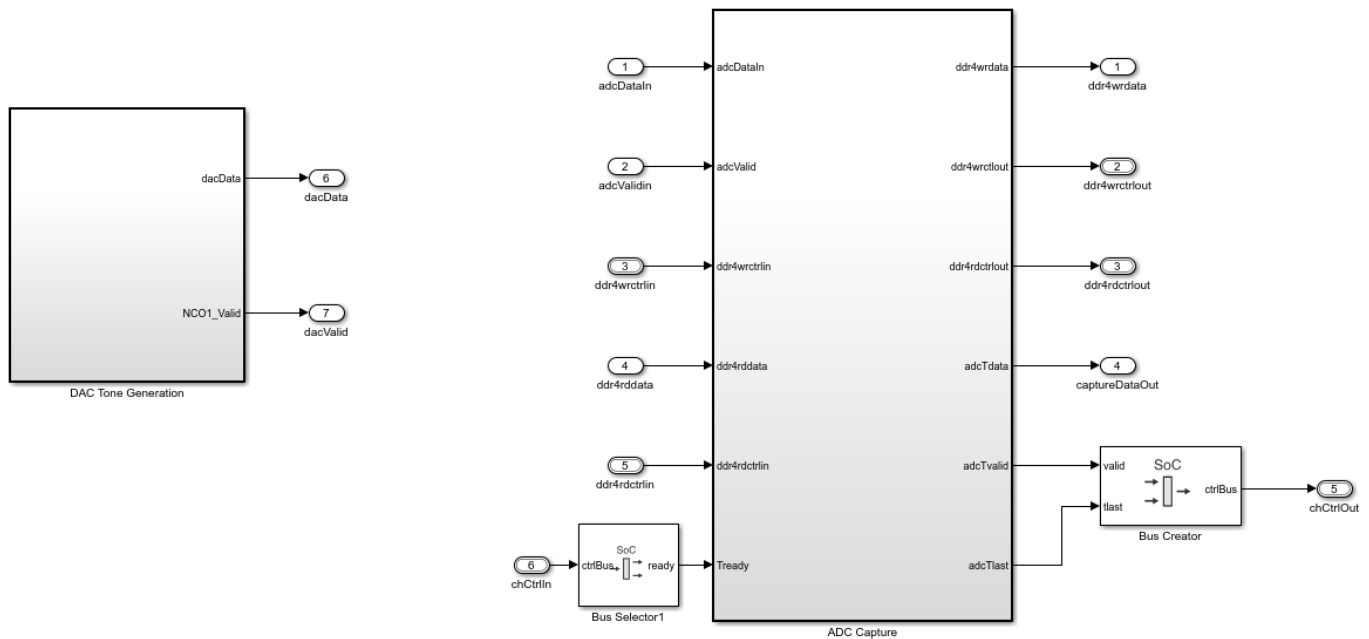 dacData
NCO1_Valid
DAC Tone Generation
6
dacData
7
dacValid
1
adcDataIn
2
adcValidin
3
ddr4wrctrlin
4
ddr4rddata
5
ddr4rdctrlin
6
chCtrlIn
ctrlBus
SoC
ready
Bus Selector1
adcDataIn
adcValid
ddr4wrctrlin
ddr4rddata
ddr4rdctrlin
Tready
ddr4wrdata
ddr4wrctlout
ddr4rdctrlout
adcTdata
adcTvalid
adcTlast
ADC Capture
1
ddr4wrdata
2
ddr4wrctrlout
3
ddr4rdctrlout
4
captureDataOut
valid
tlast
SoC
ctrlBus
Bus Creator
5
chCtrlOut